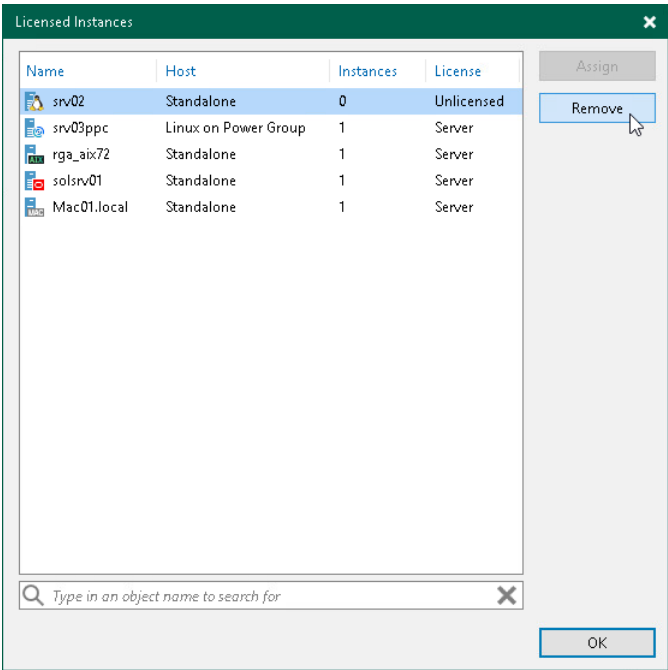 Licensed Instances
Name Host Instances License
srv02 Standalone 0 Unlicensed
srv03ppc Linux on Power Group 1 Server
AIX rga_aix72 Standalone 1 Server
solsrv01 Standalone 1 Server
MAC Mac01.local Standalone 1 Server
Assign
Remove
Type in an object name to search for
OK